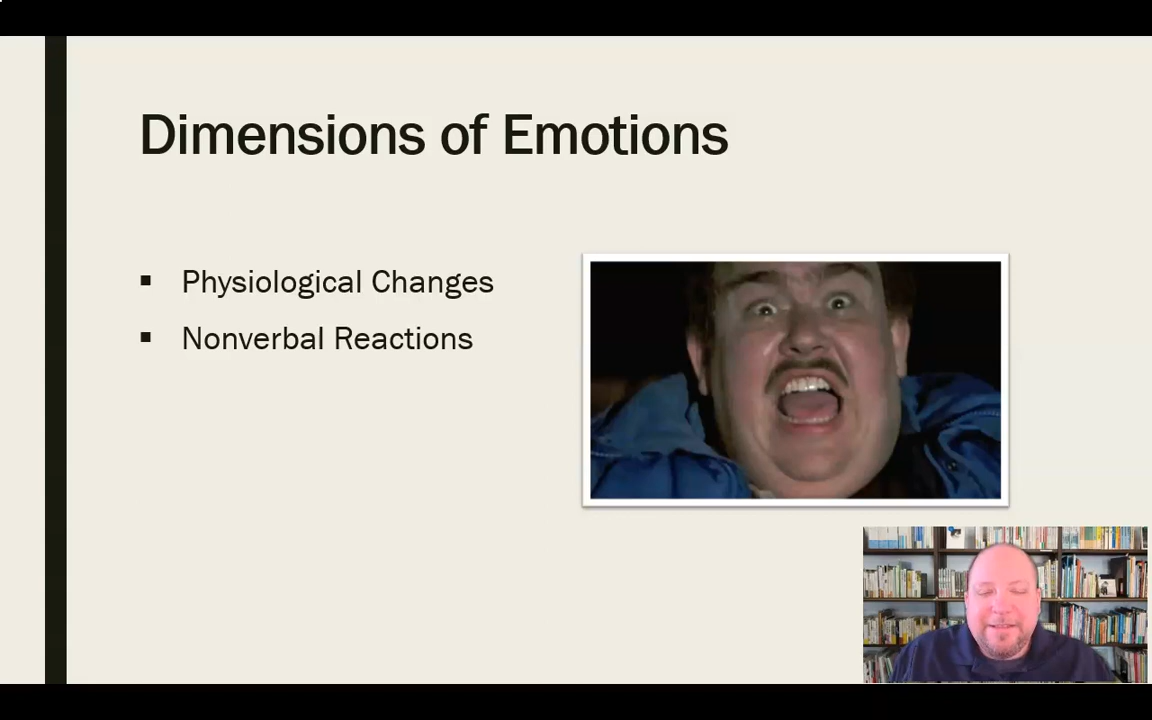 Dimensions of Emotions
▪ Physiological Changes
▪ Nonverbal Reactions